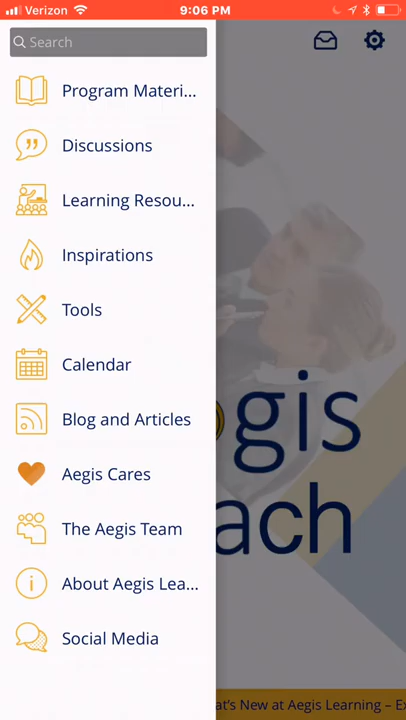 Verizon 9:06 PM
Search
Program Materi...
Discussions
Learning Resou...
Inspirations
Tools
Calendar
Blog and Articles
Aegis Cares
The Aegis Team
About Aegis Lea...
Social Media
gis
ach
at's New at Aegis Learning – Ex